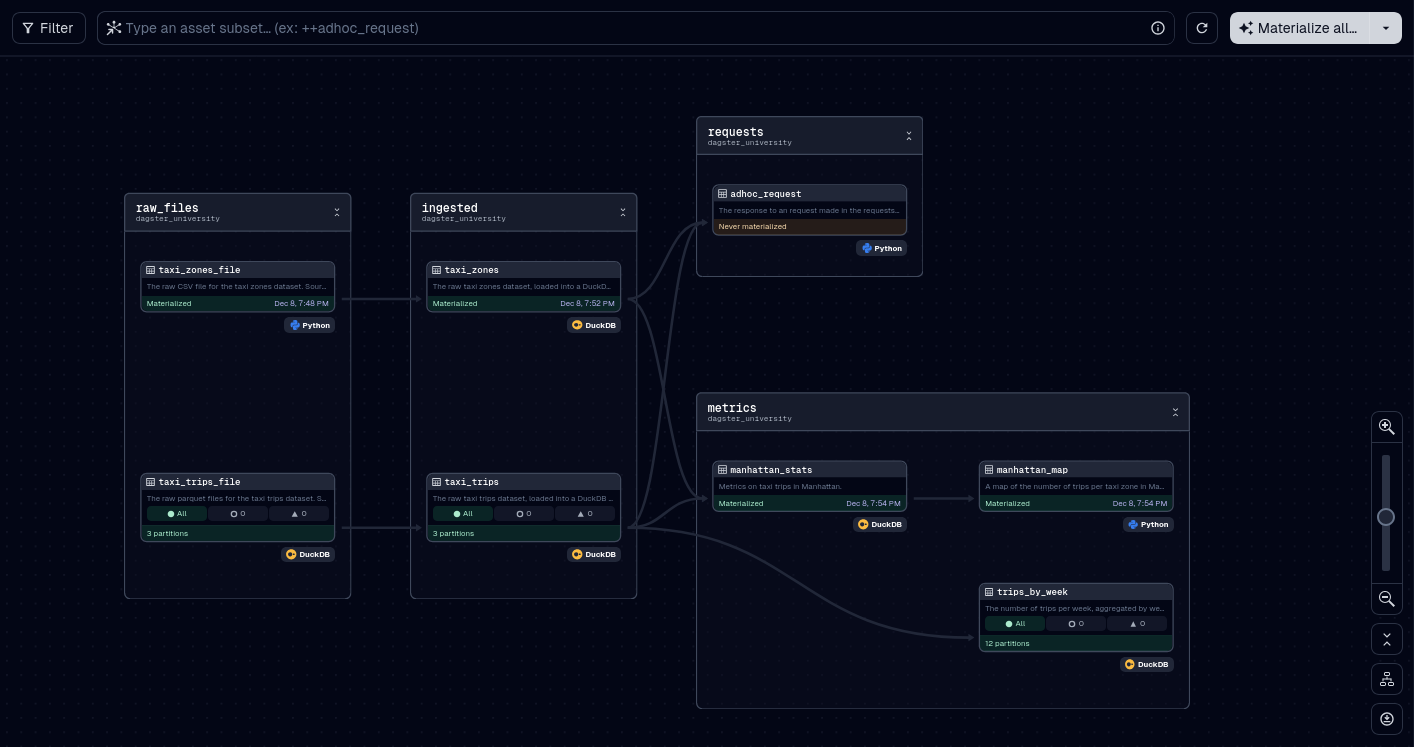 Filter
Type an asset subset… (ex: ++adhoc_request)
Materialize all…
requests
dagster_university
adhoc_request
The response to an request made in the requests…
Never materialized
Python
raw_files
dagster_university
taxi_zones_file
The raw CSV file for the taxi zones dataset. Sour…
Materialized Dec 8, 7:48 PM
Python
taxi_trips_file
The raw parquet files for the taxi trips dataset. S…
All 0 0
3 partitions
DuckDB
ingested
dagster_university
taxi_zones
The raw taxi zones dataset, loaded into a DuckD…
Materialized Dec 8, 7:52 PM
DuckDB
taxi_trips
The raw taxi trips dataset, loaded into a DuckDB …
All 0 0
3 partitions
DuckDB
metrics
dagster_university
manhattan_stats
Metrics on taxi trips in Manhattan.
Materialized Dec 8, 7:54 PM
DuckDB
manhattan_map
A map of the number of trips per taxi zone in Ma…
Materialized Dec 8, 7:54 PM
Python
trips_by_week
The number of trips per week, aggregated by we…
All 0 0
12 partitions
DuckDB